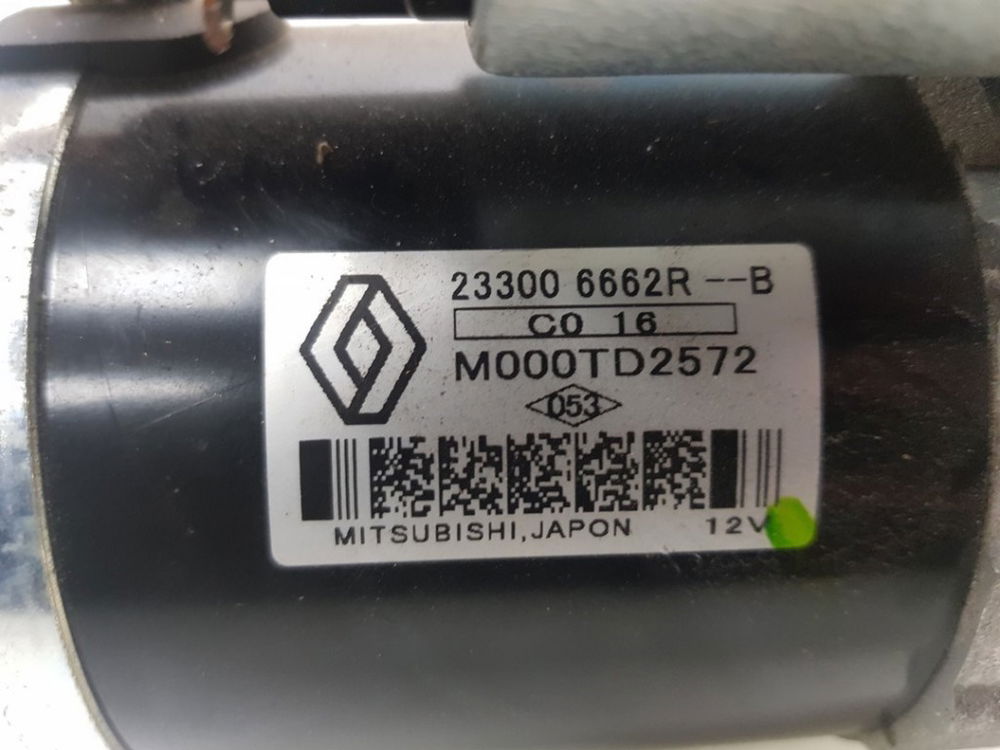 23300 6662R --B
C0 16
M000TD2572
053
MITSUBISHI,JAPON 12V